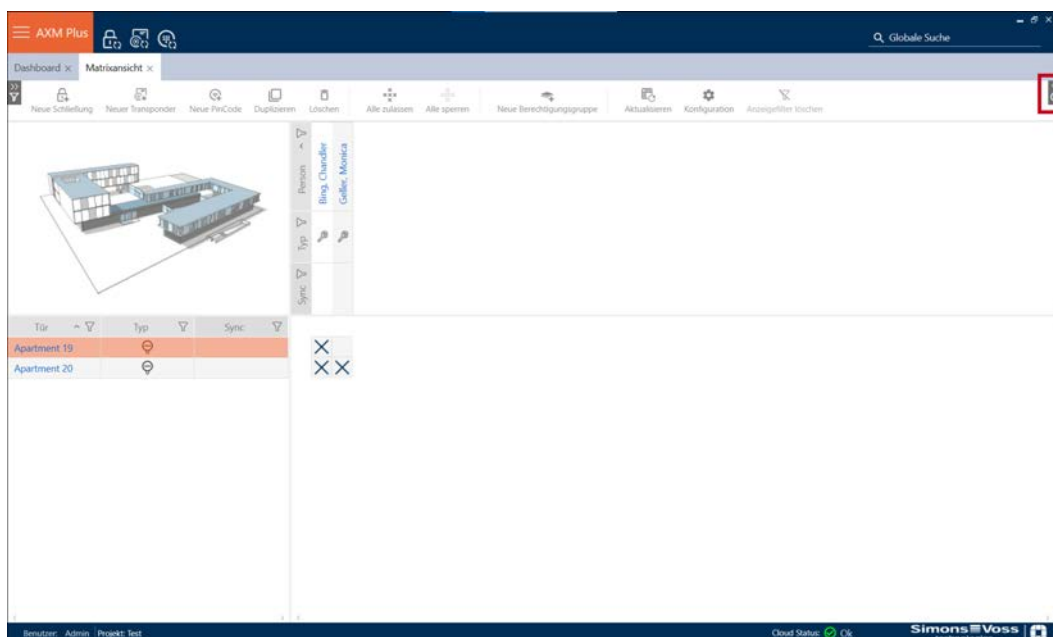 AXM Plus
Globale Suche
Dashboard
Matrixansicht
Neue Schließung
Neuer Transponder
Neue PinCode
Duplizieren
Löschen
Alle zulassen
Alle sperren
Neue Berechtigungsgruppe
Aktualisieren
Konfiguration
Anzeigefilter löschen
Person
Bing, Chandler
Geller, Monica
Typ
Sync
Tür
Typ
Sync
Apartment 19
Apartment 20
Benutzer: Admin
Projekt: Test
Cloud Status: Ok
SimonsVoss